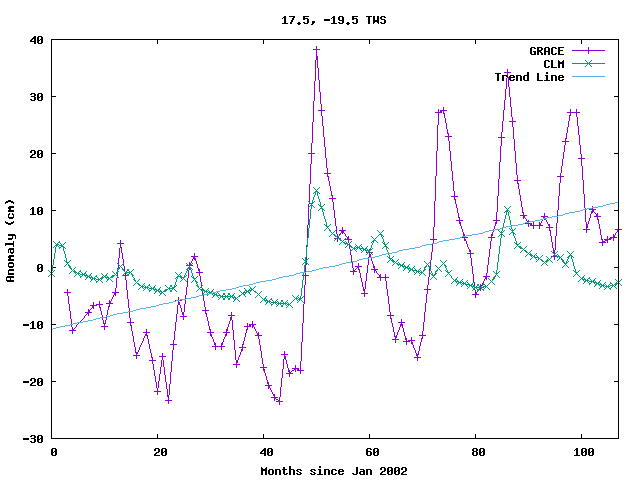 17.5, -19.5 TWS
GRACE
CLM
Trend Line
40
30
20
10
0
-10
-20
-30
Anomaly (cm)
0 20 40 60 80 100
Months since Jan 2002